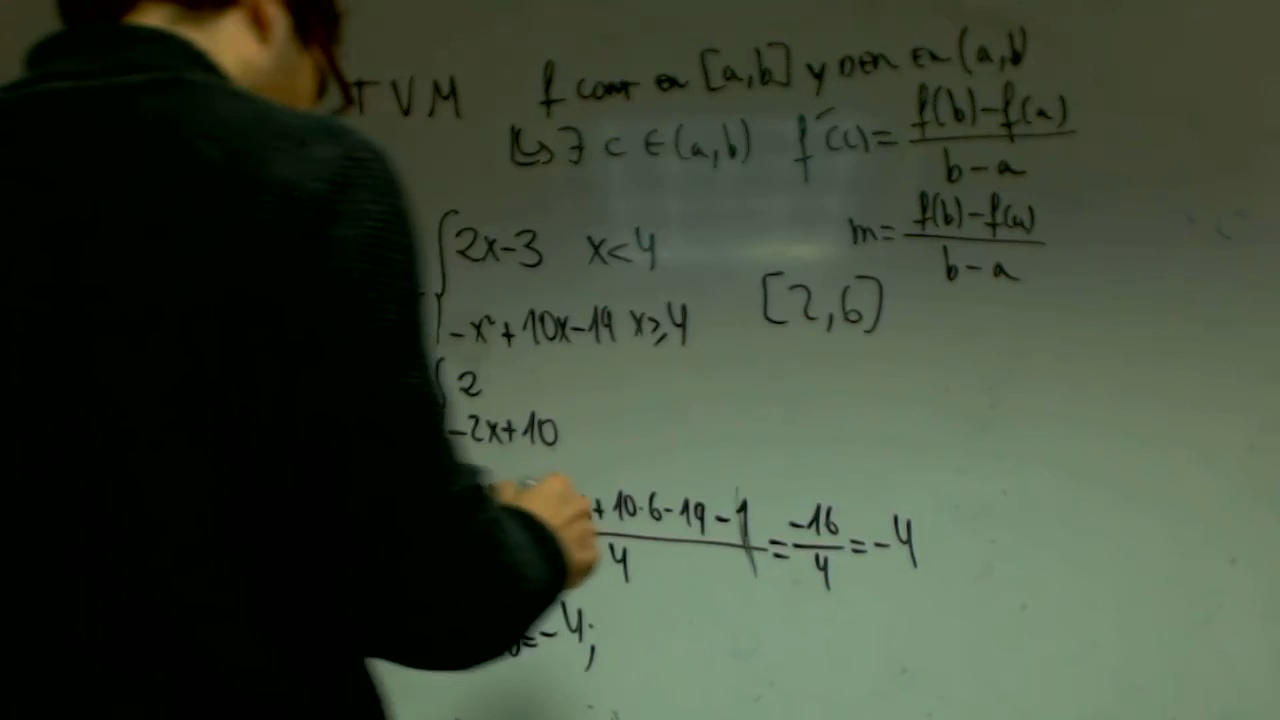 TVM f cont en [a,b] y Der en (a,b)
↳ ∃ c ∈ (a,b) f'(c)= f(b)-f(a) / b-a
m= f(b)-f(a) / b-a
{ 2x-3 x<4
-x²+10x-19 x≥4 [2,6]
{ 2
-2x+10
+10·6-19-1 / 4 = -16/4 = -4
=-4;